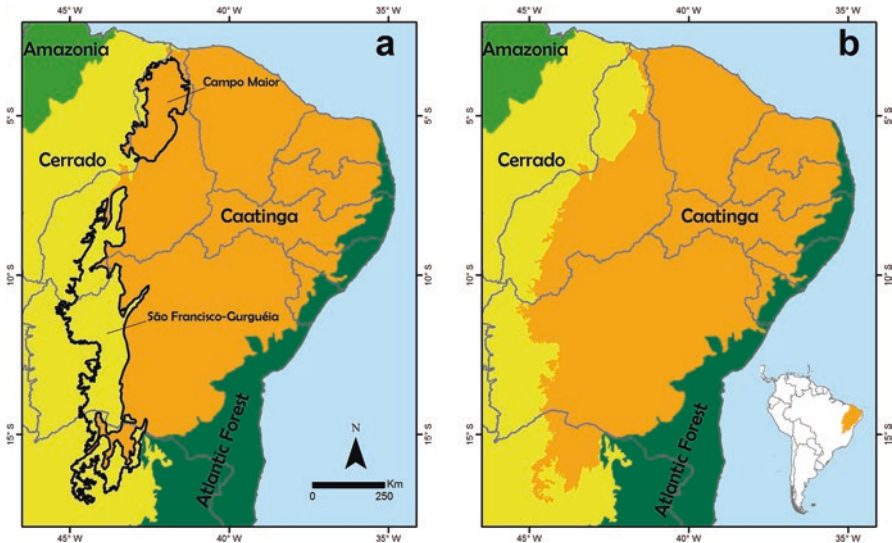 45°W
40°W
35°W
a
Amazonia
Campo Maior
5°S
Cerrado
Caatinga
10°S
São Francisco-Gurguéia
15°S
Atlantic Forest
N
Km
0
250
45°W
40°W
35°W
45°W
40°W
35°W
b
Amazonia
5°S
Cerrado
Caatinga
10°S
15°S
Atlantic Forest
45°W
40°W
35°W